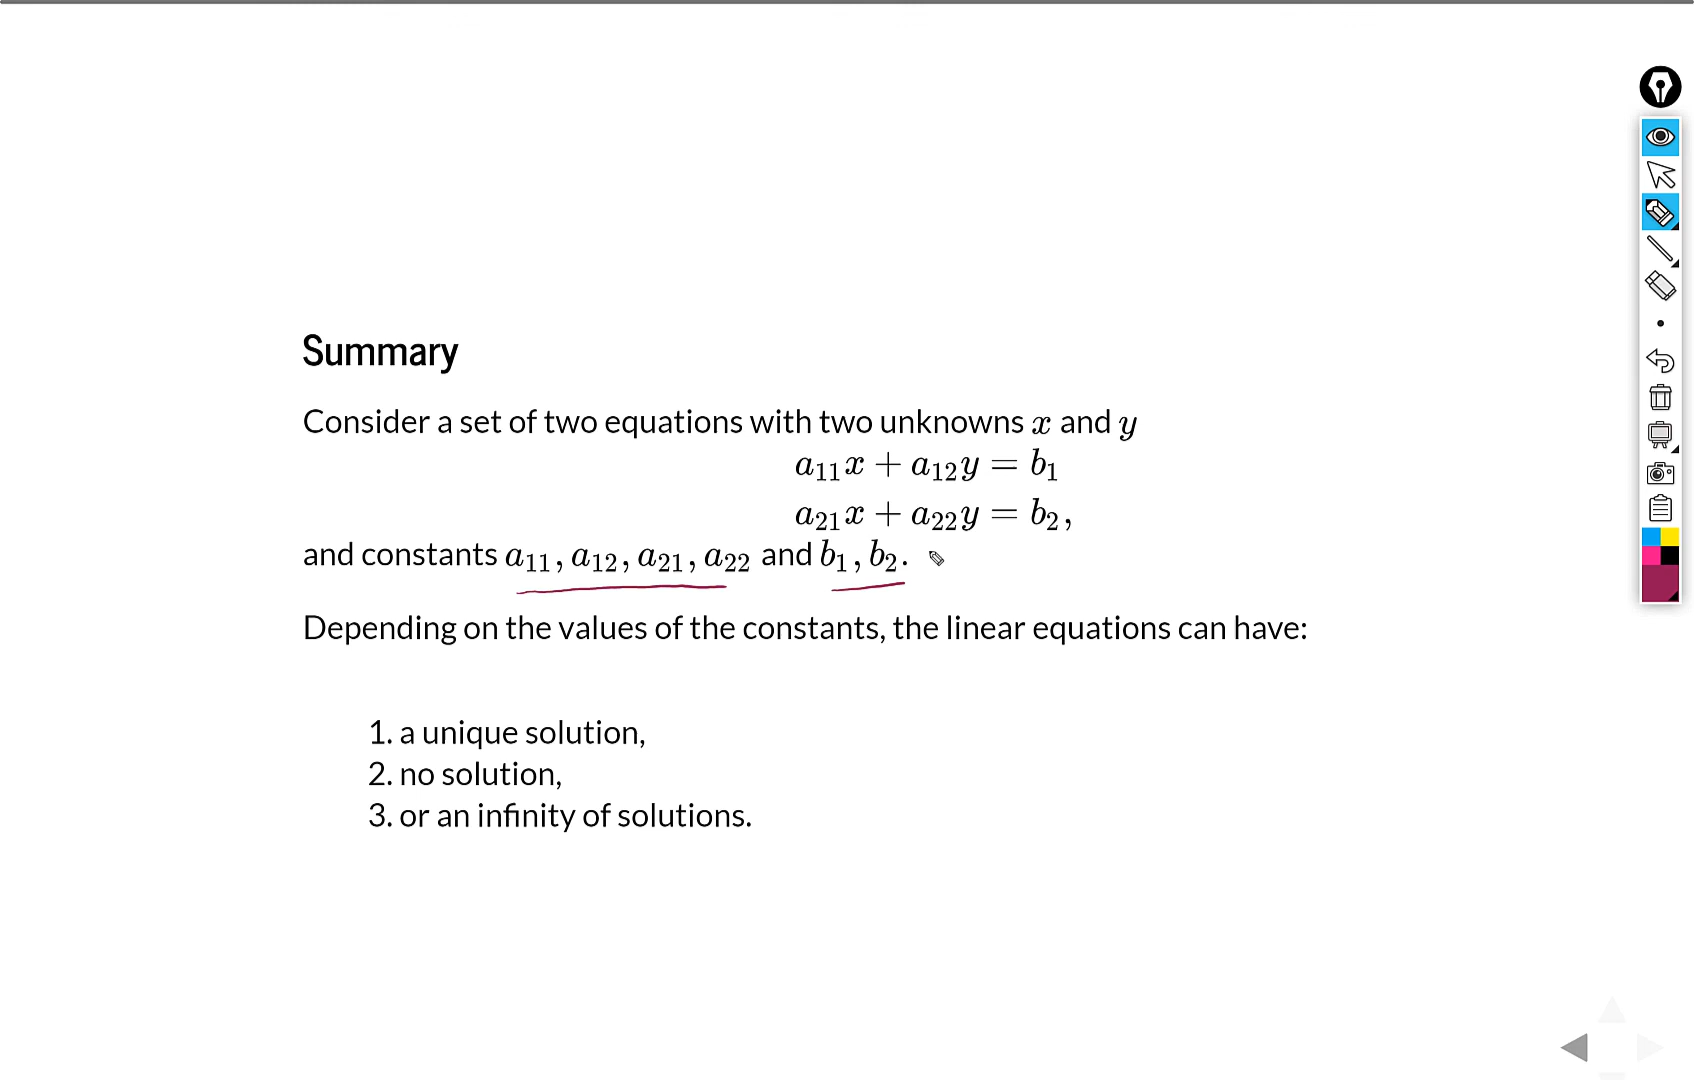 Summary
Consider a set of two equations with two unknowns x and y
a₁₁x + a₁₂y = b₁
a₂₁x + a₂₂y = b₂,
and constants a₁₁, a₁₂, a₂₁, a₂₂ and b₁, b₂.
Depending on the values of the constants, the linear equations can have:
1. a unique solution,
2. no solution,
3. or an infinity of solutions.